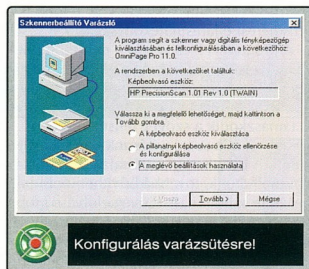 Szkennerbeállító Varázsló
A program segít a szkenner vagy digitális fényképezőgép
kiválasztásában és felkonfigurálásában a következőhöz:
OmniPage Pro 11.0.
A rendszerben a következőket találtuk:
Képbeolvasó eszköz:
HP PrecisionScan 1.01 Rev 1.0 (TWAIN)
Válassza ki a megfelelő lehetőséget, majd kattintson a
Tovább gombra.
A képbeolvasó eszköz kiválasztása
A pillanatnyi képbeolvasó eszköz ellenőrzése
és konfigurálása
A meglévő beállítások használata
< Vissza Tovább > Mégse
Konfigurálás varázsütésre!